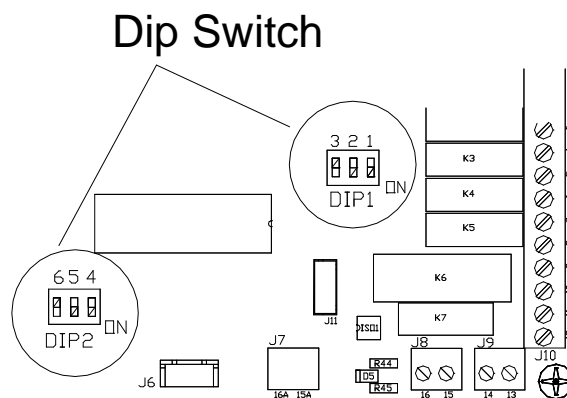 Dip Switch
3 2 1
DIP1
ON
K3
K4
K5
K6
K7
6 5 4
DIP2
ON
J11
DISO1
J6
J7
16A 15A
R44
D5
R45
J8
16 15
J9
14 13
J10